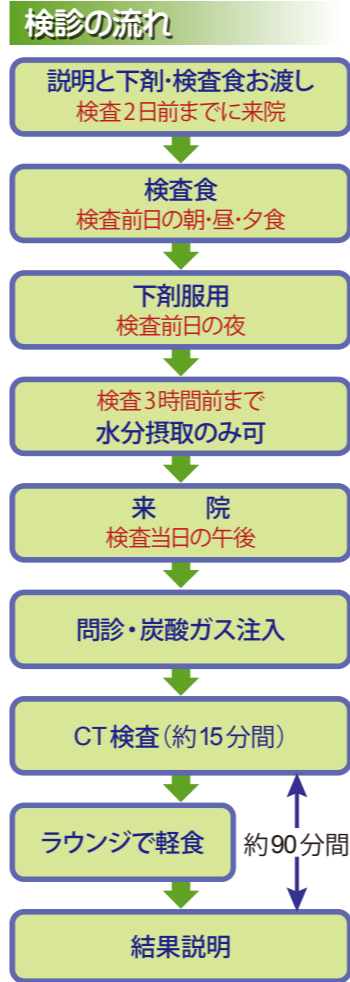 検診の流れ
説明と下剤・検査食お渡し
検査2日前までに来院
検査食
検査前日の朝・昼・夕食
下剤服用
検査前日の夜
検査3時間前まで
水分摂取のみ可
来　　院
検査当日の午後
問診・炭酸ガス注入
CT検査（約15分間）
ラウンジで軽食
約90分間
結果説明